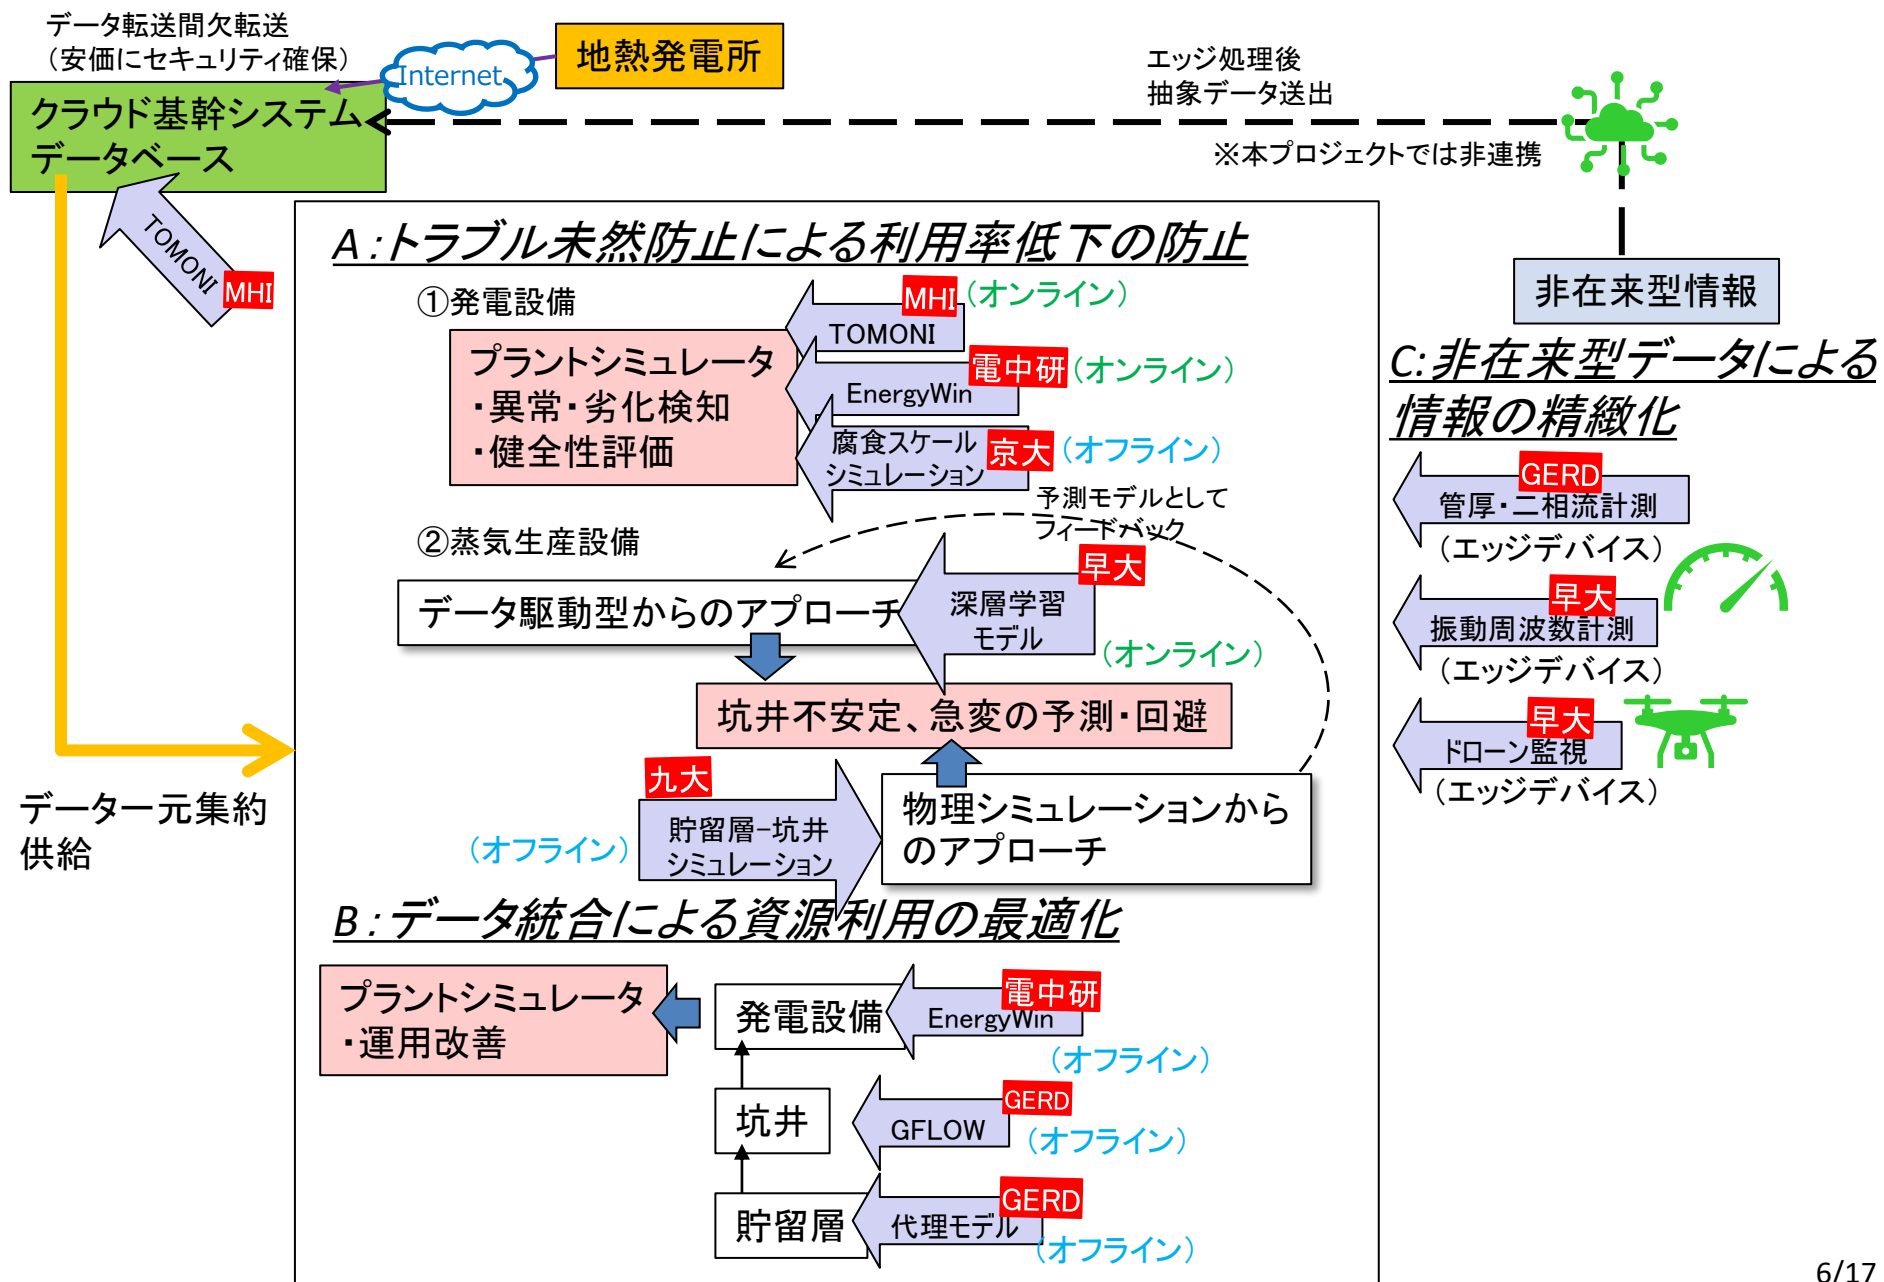 データ転送間欠転送
（安価にセキュリティ確保）
Internet
地熱発電所
エッジ処理後
抽象データ送出
クラウド基幹システム
データベース
※本プロジェクトでは非連携
TOMONI
MHI
A：トラブル未然防止による利用率低下の防止
①発電設備
MHI
（オンライン）
TOMONI
プラントシミュレータ
・異常・劣化検知
・健全性評価
電中研
（オンライン）
EnergyWin
腐食スケール
シミュレーション
京大
（オフライン）
予測モデルとして
フィードバック
②蒸気生産設備
早大
データ駆動型からのアプローチ
深層学習
モデル
（オンライン）
坑井不安定、急変の予測・回避
九大
（オフライン）
貯留層-坑井
シミュレーション
物理シミュレーションから
のアプローチ
データ一元集約
供給
B：データ統合による資源利用の最適化
プラントシミュレータ
・運用改善
発電設備
電中研
EnergyWin
（オフライン）
坑井
GERD
GFLOW
（オフライン）
貯留層
GERD
代理モデル
（オフライン）
非在来型情報
C：非在来型データによる
情報の精緻化
GERD
管厚・二相流計測
（エッジデバイス）
早大
振動周波数計測
（エッジデバイス）
早大
ドローン監視
（エッジデバイス）
6/17